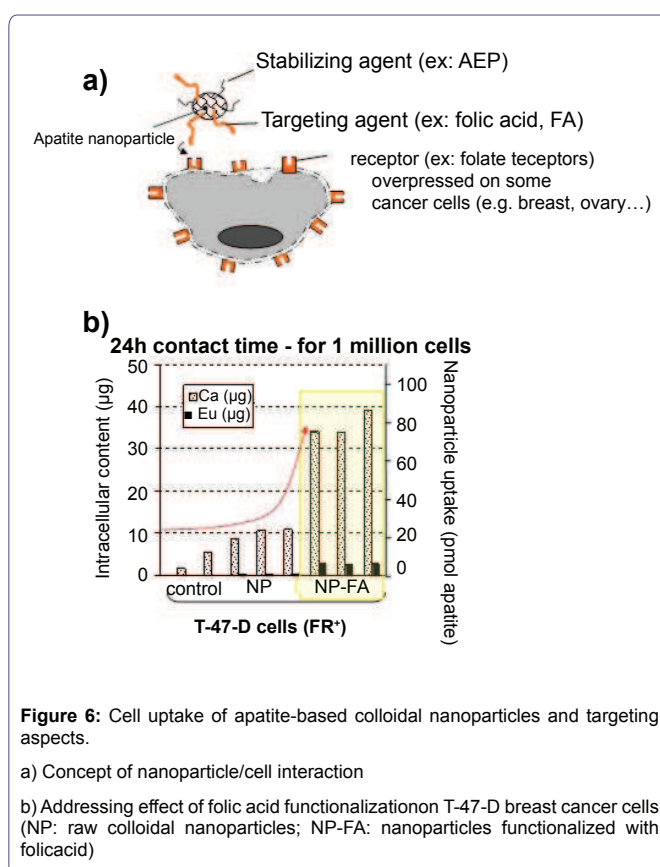 a)
Stabilizing agent (ex: AEP)
Targeting agent (ex: folic acid, FA)
Apatite nanoparticle
receptor (ex: folate teceptors)
overpressed on some
cancer cells (e.g. breast, ovary…)
b)
24h contact time - for 1 million cells
Intracellular content (µg)
50
40
30
20
10
0
Ca (µg)
Eu (µg)
100
80
60
40
20
0
Nanoparticle uptake (pmol apatite)
control
NP
NP-FA
T-47-D cells (FR⁺)
Figure 6: Cell uptake of apatite-based colloidal nanoparticles and targeting
aspects.
a) Concept of nanoparticle/cell interaction
b) Addressing effect of folic acid functionalizationon T-47-D breast cancer cells
(NP: raw colloidal nanoparticles; NP-FA: nanoparticles functionalized with
folicacid)